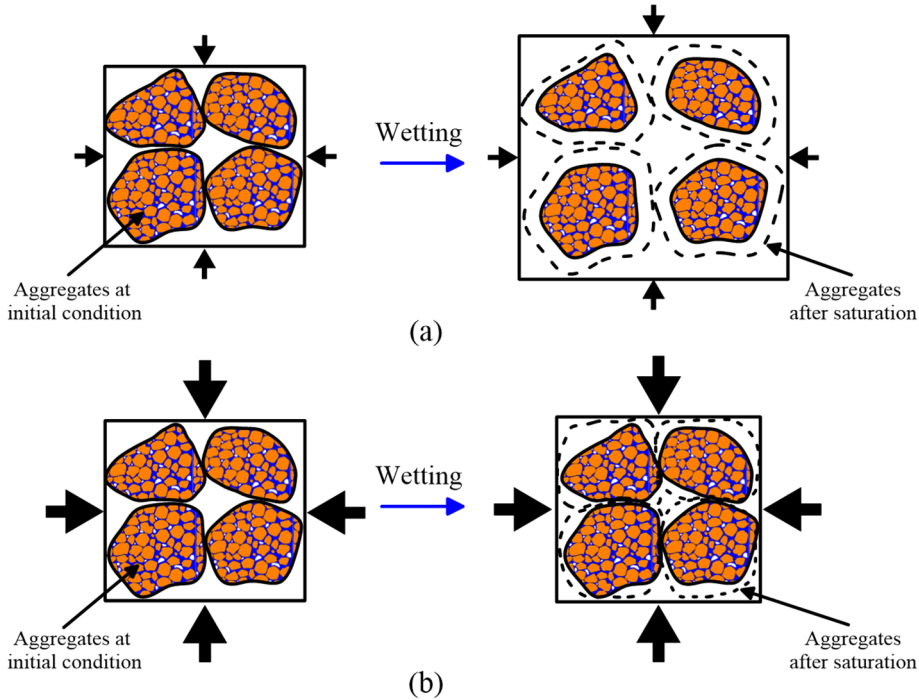 Wetting
Aggregates at
initial condition
Aggregates
after saturation
(a)
Wetting
Aggregates at
initial condition
Aggregates
after saturation
(b)